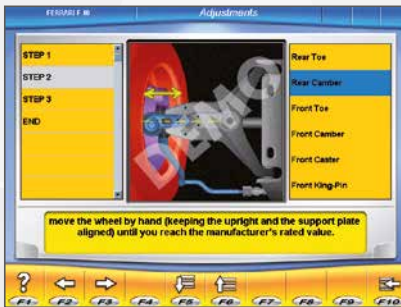 Adjustments
STEP 1
STEP 2
STEP 3
END
DEMO
Rear Toe
Rear Camber
Front Toe
Front Camber
Front Caster
Front King-Pin
move the wheel by hand (keeping the upright and the support plate
aligned) until you reach the manufacturer's rated value.
?
F1 F2 F3 F4 F5 F6 F7 F8 F9 F10